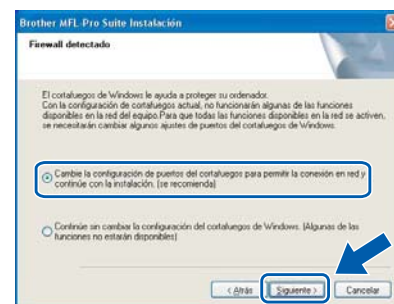 Brother MFL-Pro Suite Instalación
Firewall detectado
El cortafuegos de Windows le ayuda a proteger su ordenador.
Con la configuración de cortafuegos actual, no funcionarán algunas de las funciones
disponibles en la red del equipo.Para que todas las funciones disponibles en la red se activen,
se necesitarán cambiar algunos ajustes de puertos del cortafuegos de Windows.
Cambie la configuración de puertos del cortafuegos para permitir la conexión en red y
continúe con la instalación. (se recomienda)
Continúe sin cambiar la configuración del cortafuegos de Windows. (Algunas de las
funciones no estarán disponibles)
< Atrás
Siguiente >
Cancelar